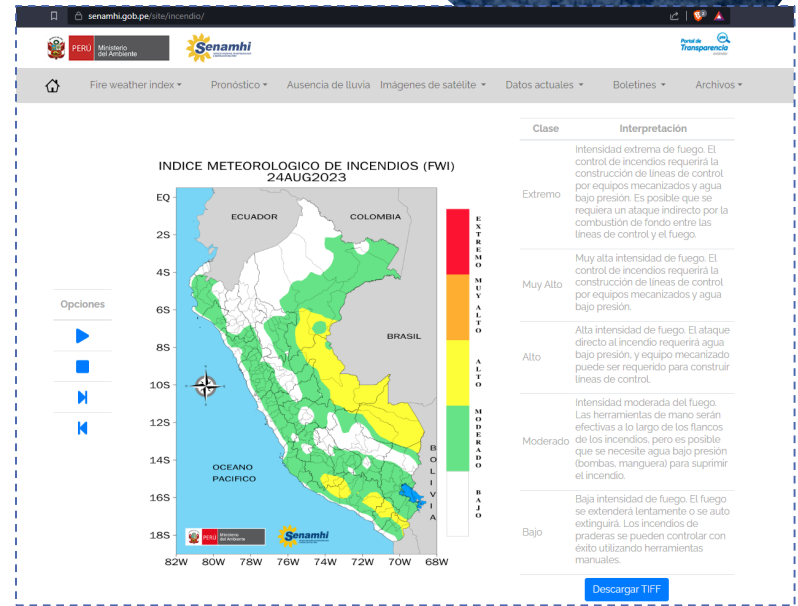 senamhi.gob.pe/site/incendio/
PERÚ Ministerio del Ambiente
Senamhi
Portal de
Transparencia
Fire weather index Pronóstico Ausencia de lluvia Imágenes de satélite Datos actuales Boletines Archivos
Clase Interpretación
Extremo
Intensidad extrema de fuego. El
control de incendios requerirá la
construcción de líneas de control
por equipos mecanizados y agua
bajo presión. Es posible que se
requiera un ataque indirecto por la
combustión de fondo entre las
líneas de control y el fuego.
Muy Alto
Muy alta intensidad de fuego. El
control de incendios requerirá la
construcción de líneas de control
por equipos mecanizados y agua
bajo presión.
Alto
Alta intensidad de fuego. El ataque
directo al incendio requerirá agua
bajo presión, y equipo mecanizado
puede ser requerido para construir
líneas de control.
Moderado
Intensidad moderada del fuego.
Las herramientas de mano serán
efectivas a lo largo de los flancos
de los incendios, pero es posible
que se necesite agua bajo presión
(bombas, manguera) para suprimir
el incendio.
Bajo
Baja intensidad de fuego. El fuego
se extenderá lentamente o se auto
extinguirá. Los incendios de
praderas se pueden controlar con
éxito utilizando herramientas
manuales.
Descargar TIFF
Opciones
INDICE METEOROLOGICO DE INCENDIOS (FWI)
24AUG2023
EQ
2S
4S
6S
8S
10S
12S
14S
16S
18S
82W 80W 78W 76W 74W 72W 70W 68W
ECUADOR
COLOMBIA
BRASIL
BOLIVIA
OCEANO
PACIFICO
EXTREMO
MUY ALTO
ALTO
MODERADO
BAJO
PERÚ Ministerio del Ambiente
Senamhi